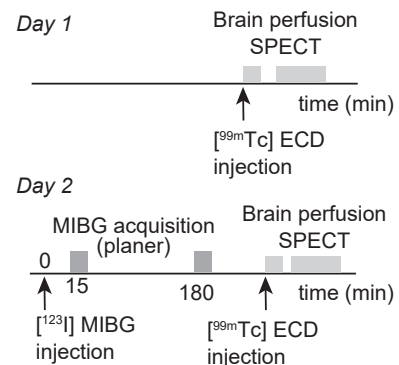 Day 1
Brain perfusion
SPECT
time (min)
[99mTc] ECD
injection
Day 2
MIBG acquisition
(planer)
Brain perfusion
SPECT
0
15
180
time (min)
[123I] MIBG
injection
[99mTc] ECD
injection